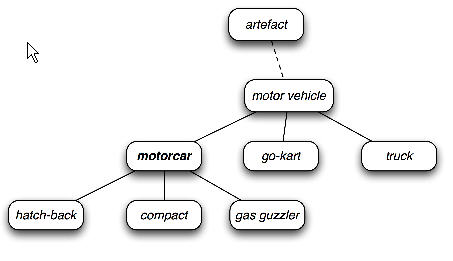 artefact
motor vehicle
motorcar
go-kart
truck
hatch-back
compact
gas guzzler